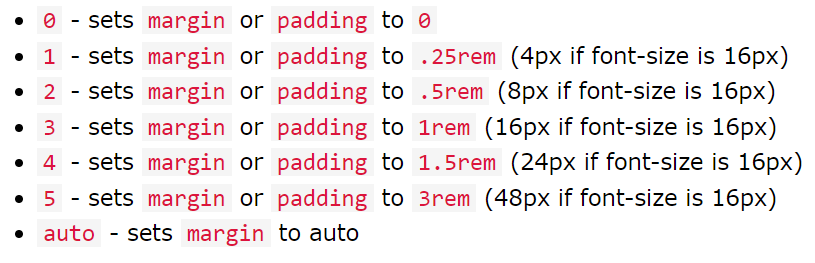 • 0 - sets margin or padding to 0
• 1 - sets margin or padding to .25rem (4px if font-size is 16px)
• 2 - sets margin or padding to .5rem (8px if font-size is 16px)
• 3 - sets margin or padding to 1rem (16px if font-size is 16px)
• 4 - sets margin or padding to 1.5rem (24px if font-size is 16px)
• 5 - sets margin or padding to 3rem (48px if font-size is 16px)
• auto - sets margin to auto